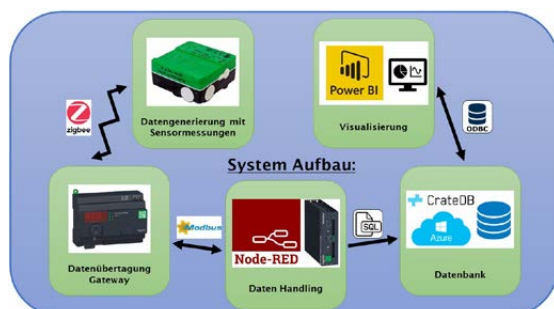 Power BI
Datengenerierung mit
Sensormessungen
Visualisierung
zigbee
ODBC
System Aufbau:
CrateDB
Modbus
SQL
Azure
Node-RED
Datenübertagung
Gateway
Daten Handling
Datenbank